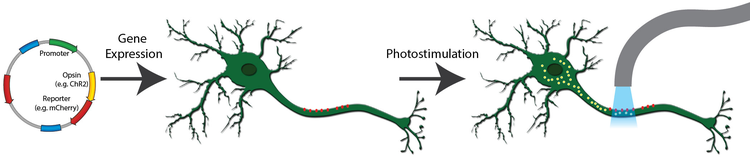 Promoter
Opsin
(e.g. ChR2)
Reporter
(e.g. mCherry)
Gene
Expression
Photostimulation